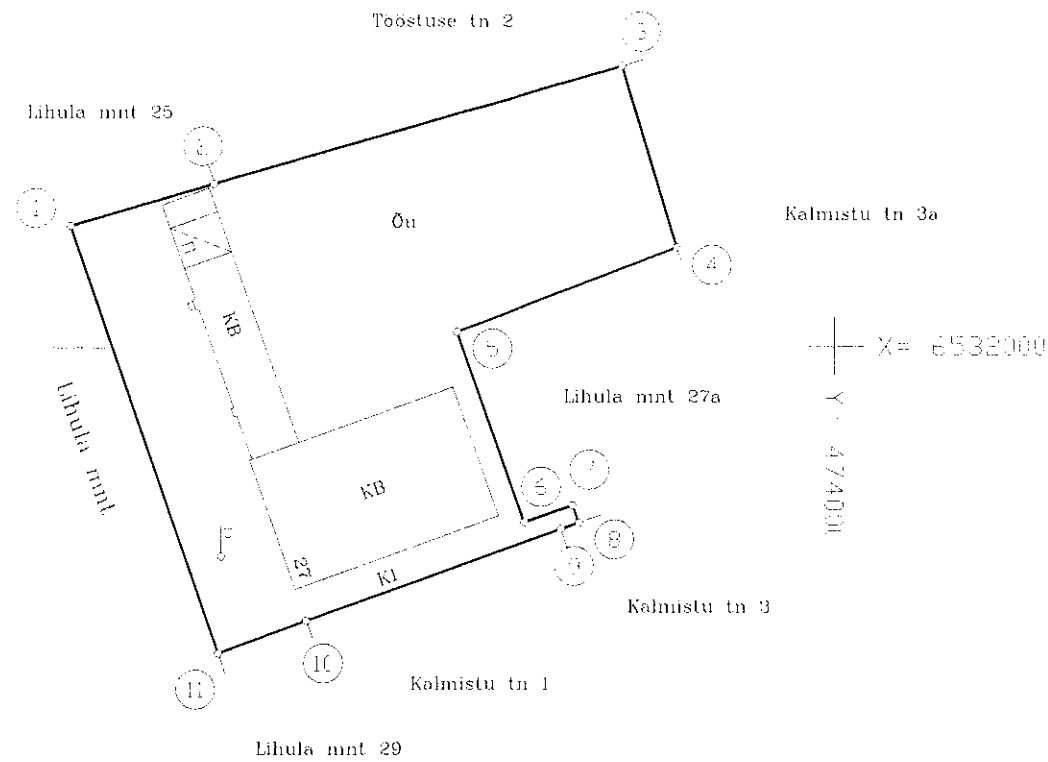 Tööstuse tn 2
3
Lihula mnt 25
2
1
Õu
Kalmistu tn 3a
4
KB
5
X= 6532000
Lihula mnt
Lihula mnt 27a
KB
6
7
8
9
27
K1
Kalmistu tn 3
10
11
Kalmistu tn 1
Lihula mnt 29